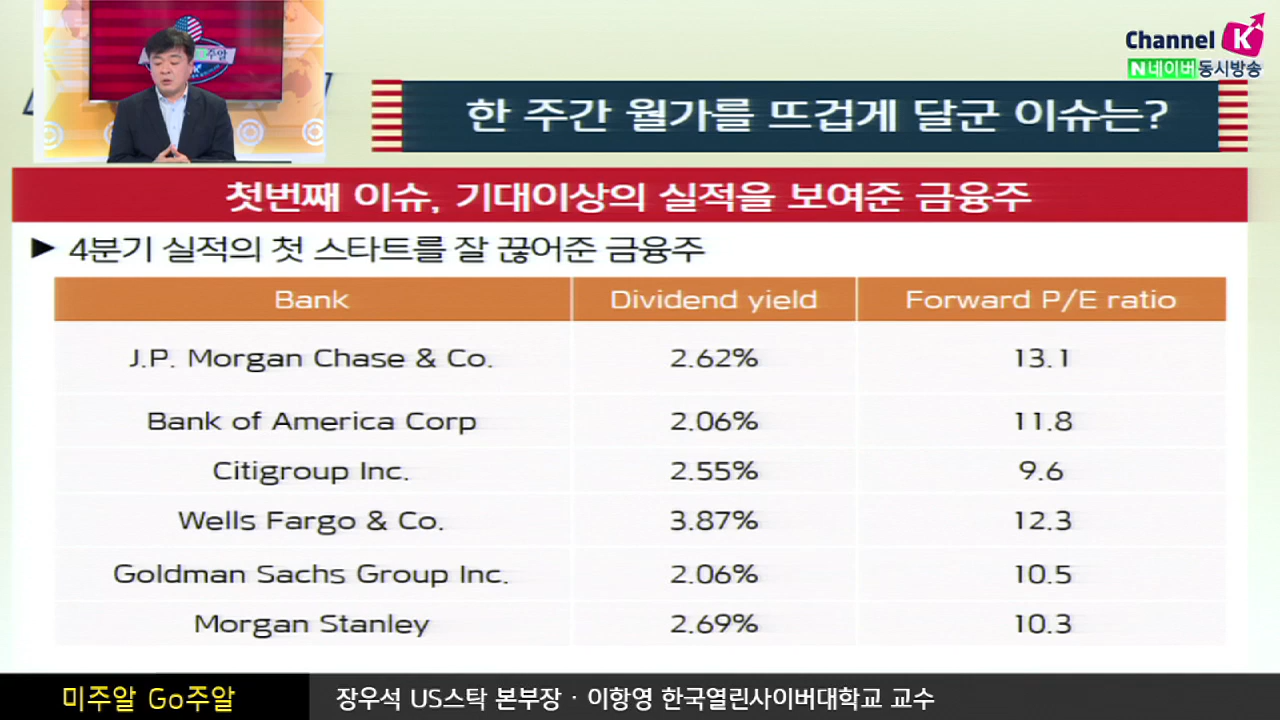 Channel K
N 네이버 동시방송
주알
한 주간 월가를 뜨겁게 달군 이슈는?
첫번째 이슈, 기대이상의 실적을 보여준 금융주
▶ 4분기 실적의 첫 스타트를 잘 끊어준 금융주
Bank Dividend yield Forward P/E ratio
J.P. Morgan Chase & Co. 2.62% 13.1
Bank of America Corp 2.06% 11.8
Citigroup Inc. 2.55% 9.6
Wells Fargo & Co. 3.87% 12.3
Goldman Sachs Group Inc. 2.06% 10.5
Morgan Stanley 2.69% 10.3
미주알 Go주알 장우석 US스탁 본부장 · 이항영 한국열린사이버대학교 교수